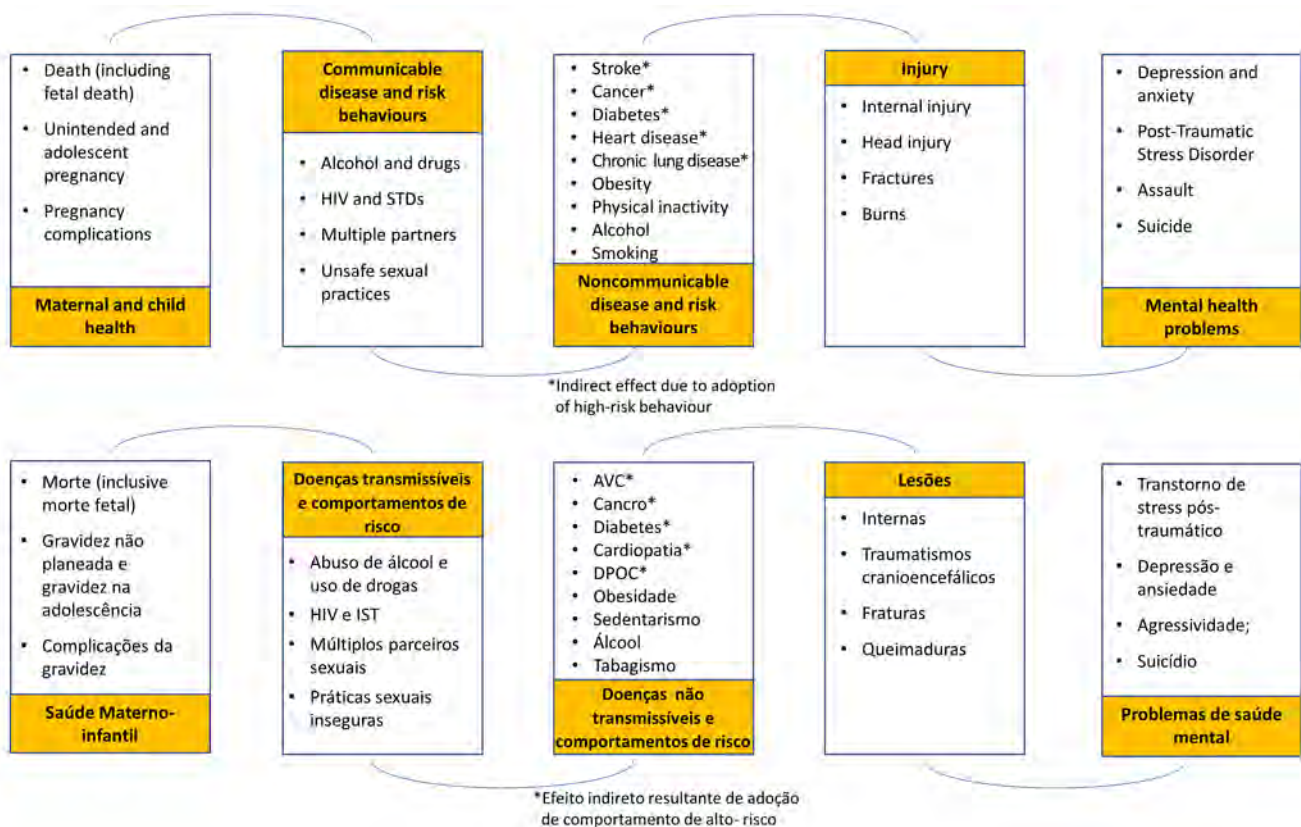 • Death (including
fetal death)
• Unintended and
adolescent
pregnancy
• Pregnancy
complications
Maternal and child
health
Communicable
disease and risk
behaviours
• Alcohol and drugs
• HIV and STDs
• Multiple partners
• Unsafe sexual
practices
• Stroke*
• Cancer*
• Diabetes*
• Heart disease*
• Chronic lung disease*
• Obesity
• Physical inactivity
• Alcohol
• Smoking
Noncommunicable
disease and risk
behaviours
Injury
• Internal injury
• Head injury
• Fractures
• Burns
• Depression and
anxiety
• Post-Traumatic
Stress Disorder
• Assault
• Suicide
Mental health
problems
*Indirect effect due to adoption
of high-risk behaviour
• Morte (inclusive
morte fetal)
• Gravidez não
planeada e
gravidez na
adolescência
• Complicações da
gravidez
Saúde Materno-
infantil
Doenças transmissíveis
e comportamentos de
risco
• Abuso de álcool e
uso de drogas
• HIV e IST
• Múltiplos parceiros
sexuais
• Práticas sexuais
inseguras
• AVC*
• Cancro*
• Diabetes*
• Cardiopatia*
• DPOC*
• Obesidade
• Sedentarismo
• Álcool
• Tabagismo
Doenças não
transmissíveis e
comportamentos de risco
Lesões
• Internas
• Traumatismos
cranioencefálicos
• Fraturas
• Queimaduras
• Transtorno de
stress pós-
traumático
• Depressão e
ansiedade
• Agressividade;
• Suicídio
Problemas de saúde
mental
*Efeito indireto resultante de adoção
de comportamento de alto- risco